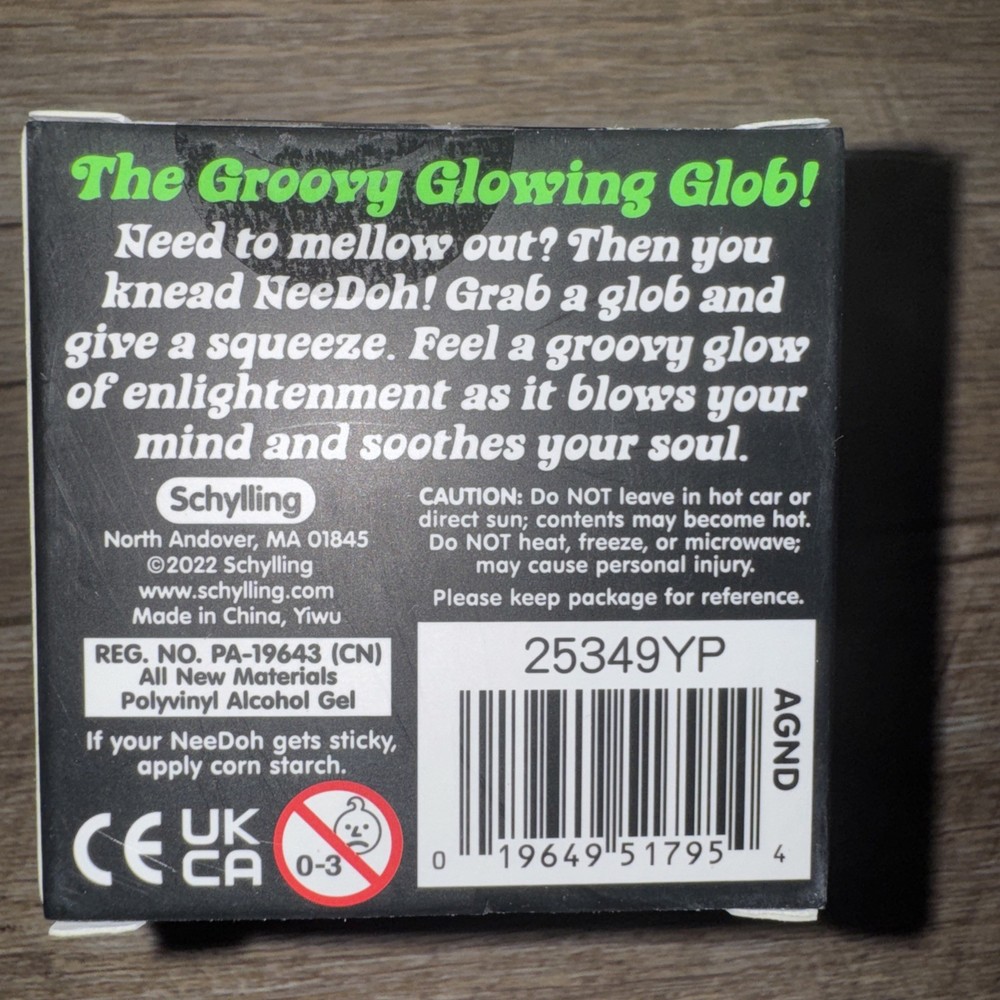 The Groovy Glowing Glob!
Need to mellow out? Then you
knead NeeDoh! Grab a glob and
give a squeeze. Feel a groovy glow
of enlightenment as it blows your
mind and soothes your soul.
Schylling
North Andover, MA 01845
©2022 Schylling
www.schylling.com
Made in China, Yiwu
REG. NO. PA-19643 (CN)
All New Materials
Polyvinyl Alcohol Gel
If your NeeDoh gets sticky,
apply corn starch.
CE
UK
CA
0-3
CAUTION: Do NOT leave in hot car or
direct sun; contents may become hot.
Do NOT heat, freeze, or microwave;
may cause personal injury.
Please keep package for reference.
25349YP
AGND
0 19649 51795 4